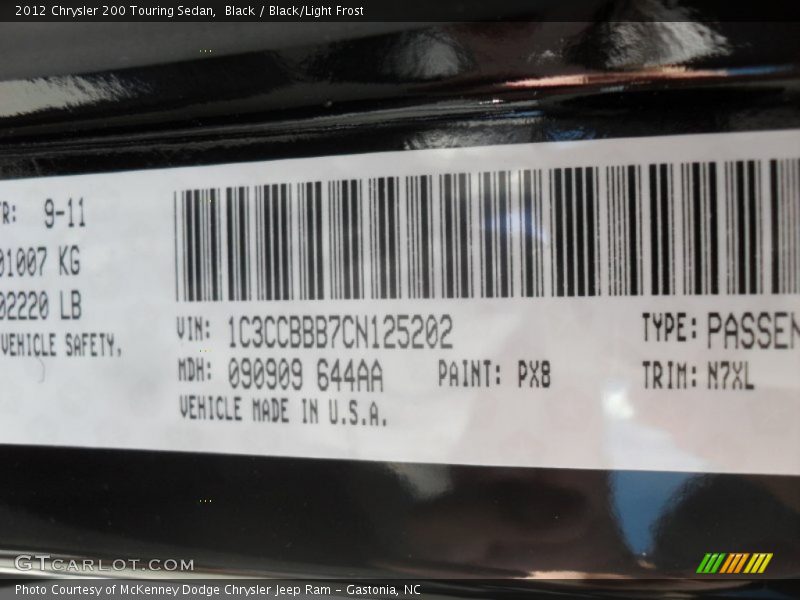 2012 Chrysler 200 Touring Sedan, Black / Black/Light Frost
TR: 9-11
01007 KG
02220 LB
VEHICLE SAFETY,
VIN: 1C3CCBBB7CN125202
TYPE: PASSEN
MDH: 090909 644AA PAINT: PX8 TRIM: N7XL
VEHICLE MADE IN U.S.A.
GTCARLOT.COM
Photo Courtesy of McKenney Dodge Chrysler Jeep Ram – Gastonia, NC